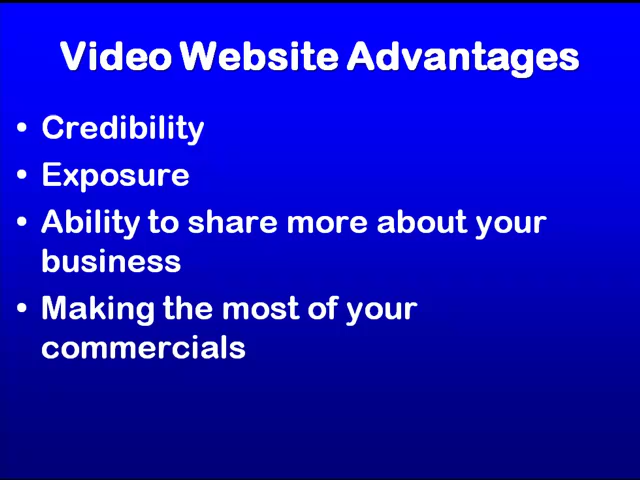 Video Website Advantages
• Credibility
• Exposure
• Ability to share more about your
business
• Making the most of your
commercials